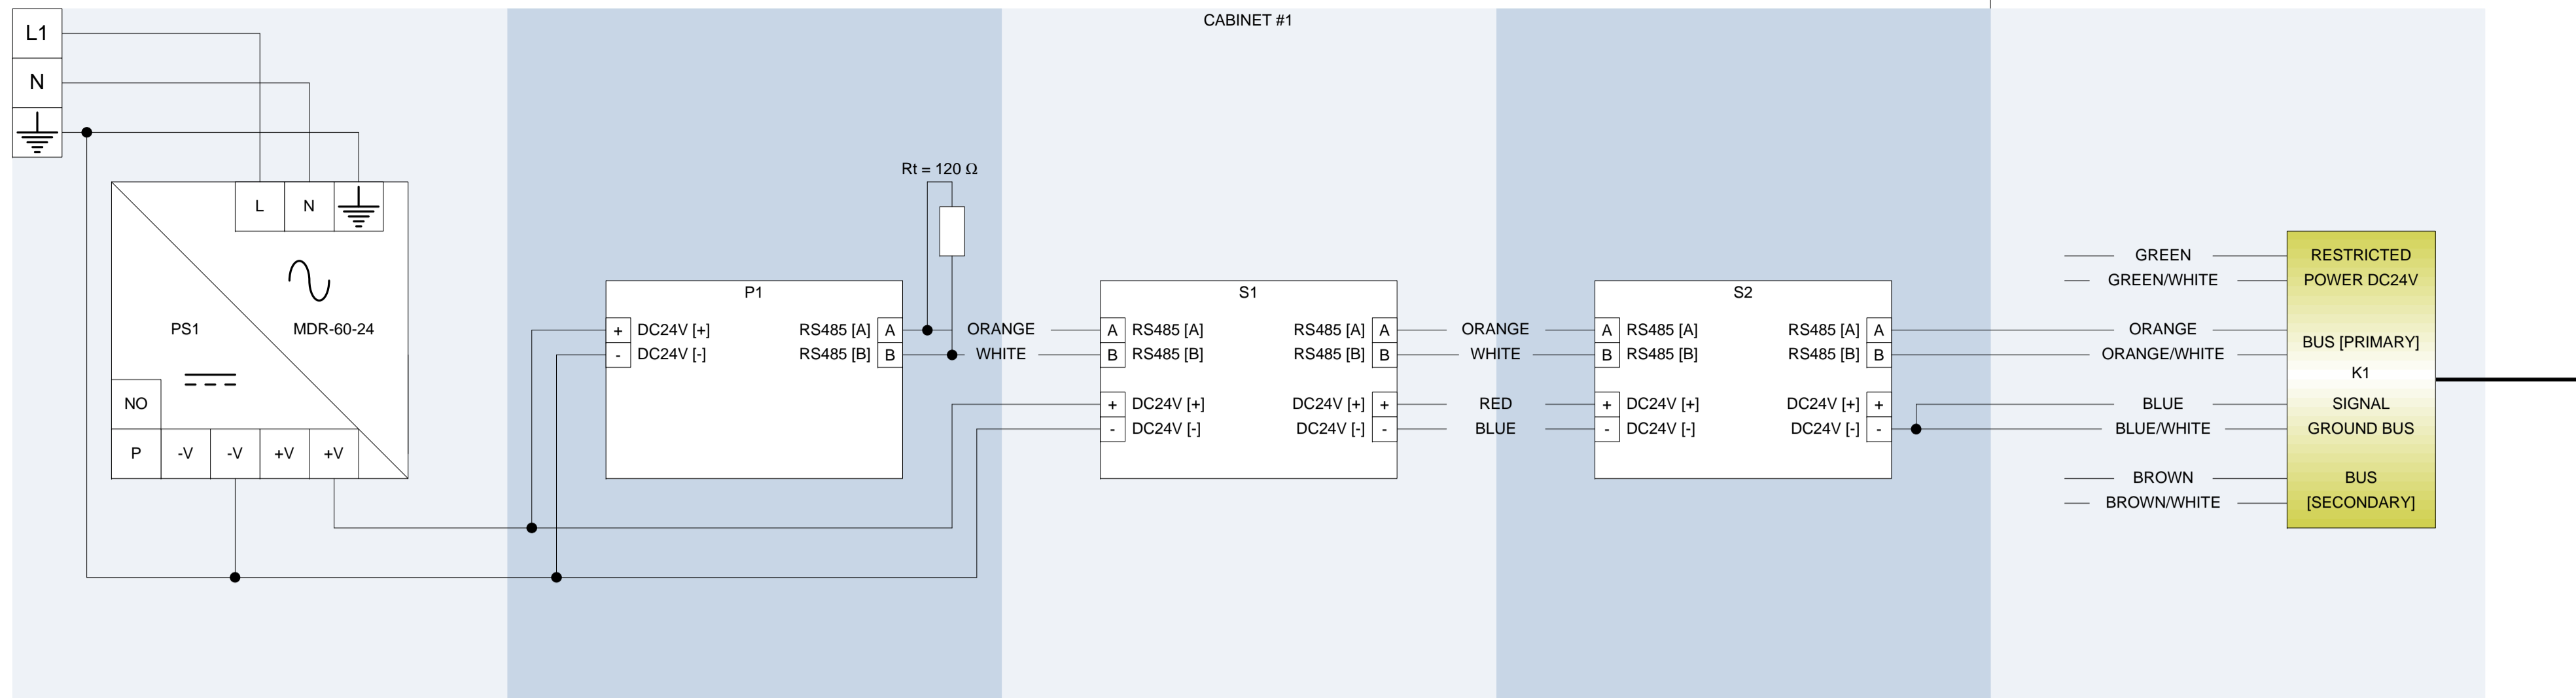 CABINET #1
L1
N
L
N
PS1
MDR-60-24
NO
P
-V
-V
+V
+V
Rt = 120 Ω
P1
+ DC24V [+]
- DC24V [-]
RS485 [A] A
RS485 [B] B
ORANGE
WHITE
S1
A RS485 [A]
B RS485 [B]
+ DC24V [+]
- DC24V [-]
RS485 [A] A
RS485 [B] B
DC24V [+] +
DC24V [-] -
ORANGE
WHITE
RED
BLUE
S2
A RS485 [A]
B RS485 [B]
+ DC24V [+]
- DC24V [-]
RS485 [A] A
RS485 [B] B
DC24V [+] +
DC24V [-] -
GREEN
GREEN/WHITE
ORANGE
ORANGE/WHITE
BLUE
BLUE/WHITE
BROWN
BROWN/WHITE
RESTRICTED
POWER DC24V
BUS [PRIMARY]
K1
SIGNAL
GROUND BUS
BUS
[SECONDARY]